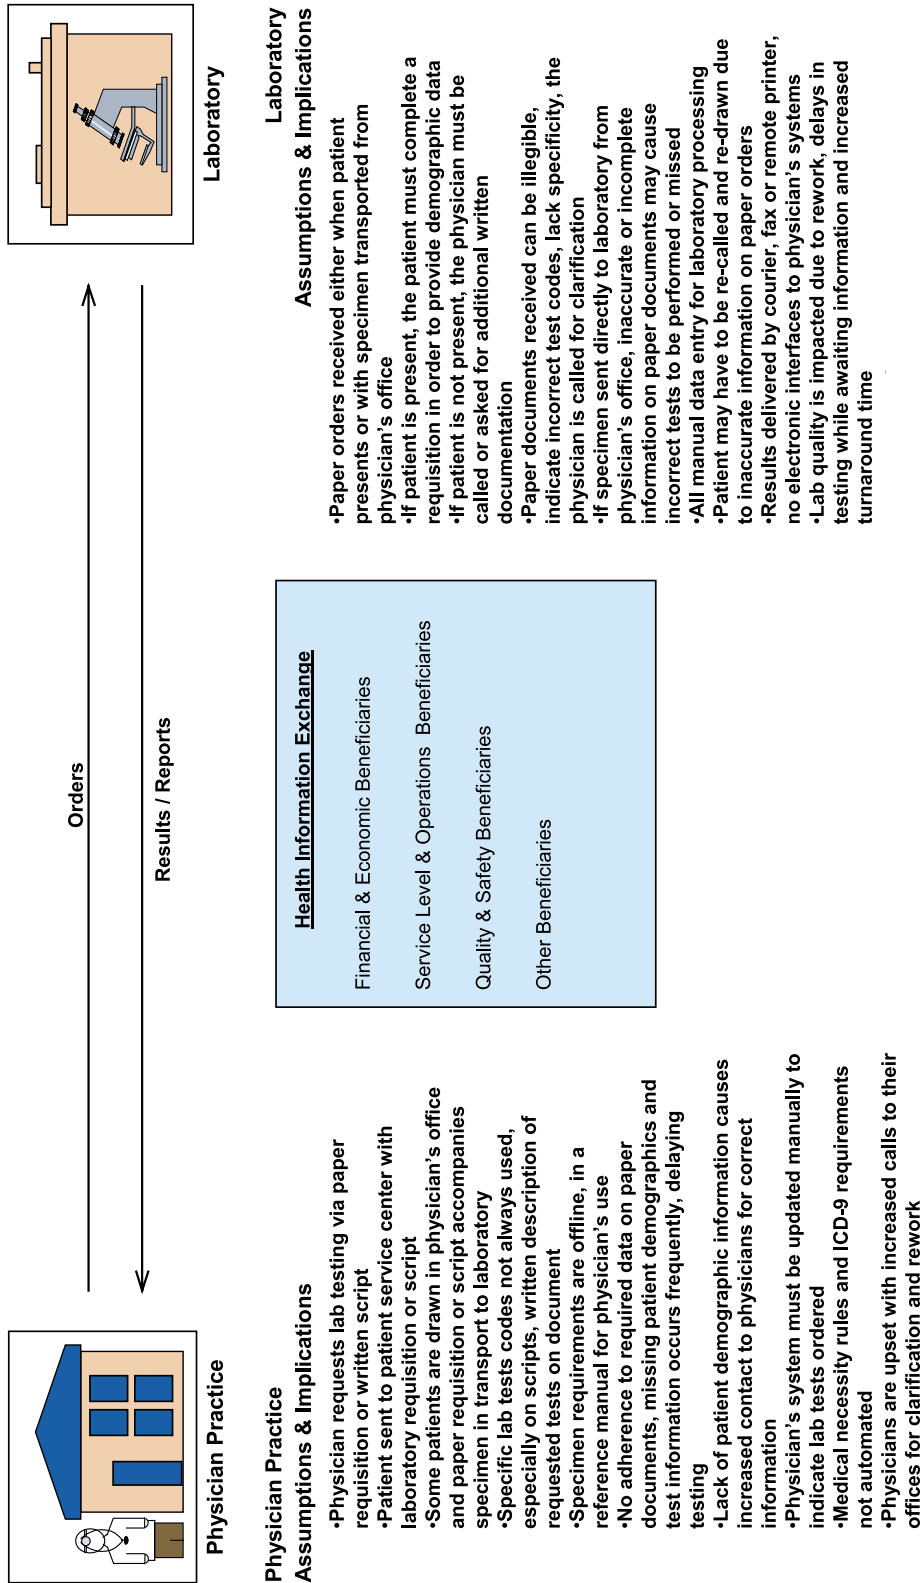 Orders
Results / Reports
Physician Practice
Laboratory
Physician Practice
Assumptions & Implications
•Physician requests lab testing via paper
requisition or written script
•Patient sent to patient service center with
laboratory requisition or script
•Some patients are drawn in physician's office
and paper requisition or script accompanies
specimen in transport to laboratory
•Specific lab tests codes not always used,
especially on scripts, written description of
requested tests on document
•Specimen requirements are offline, in a
reference manual for physician's use
•No adherence to required data on paper
documents, missing patient demographics and
test information occurs frequently, delaying
testing
•Lack of patient demographic information causes
increased contact to physicians for correct
information
•Physician's system must be updated manually to
indicate lab tests ordered
•Medical necessity rules and ICD-9 requirements
not automated
•Physicians are upset with increased calls to their
offices for clarification and rework
Health Information Exchange
Financial & Economic Beneficiaries
Service Level & Operations Beneficiaries
Quality & Safety Beneficiaries
Other Beneficiaries
Laboratory
Assumptions & Implications
•Paper orders received either when patient
presents or with specimen transported from
physician's office
•If patient is present, the patient must complete a
requisition in order to provide demographic data
•If patient is not present, the physician must be
called or asked for additional written
documentation
•Paper documents received can be illegible,
indicate incorrect test codes, lack specificity, the
physician is called for clarification
•If specimen sent directly to laboratory from
physician's office, inaccurate or incomplete
information on paper documents may cause
incorrect tests to be performed or missed
•All manual data entry for laboratory processing
•Patient may have to be re-called and re-drawn due
to inaccurate information on paper orders
•Results delivered by courier, fax or remote printer,
no electronic interfaces to physician's systems
•Lab quality is impacted due to rework, delays in
testing while awaiting information and increased
turnaround time